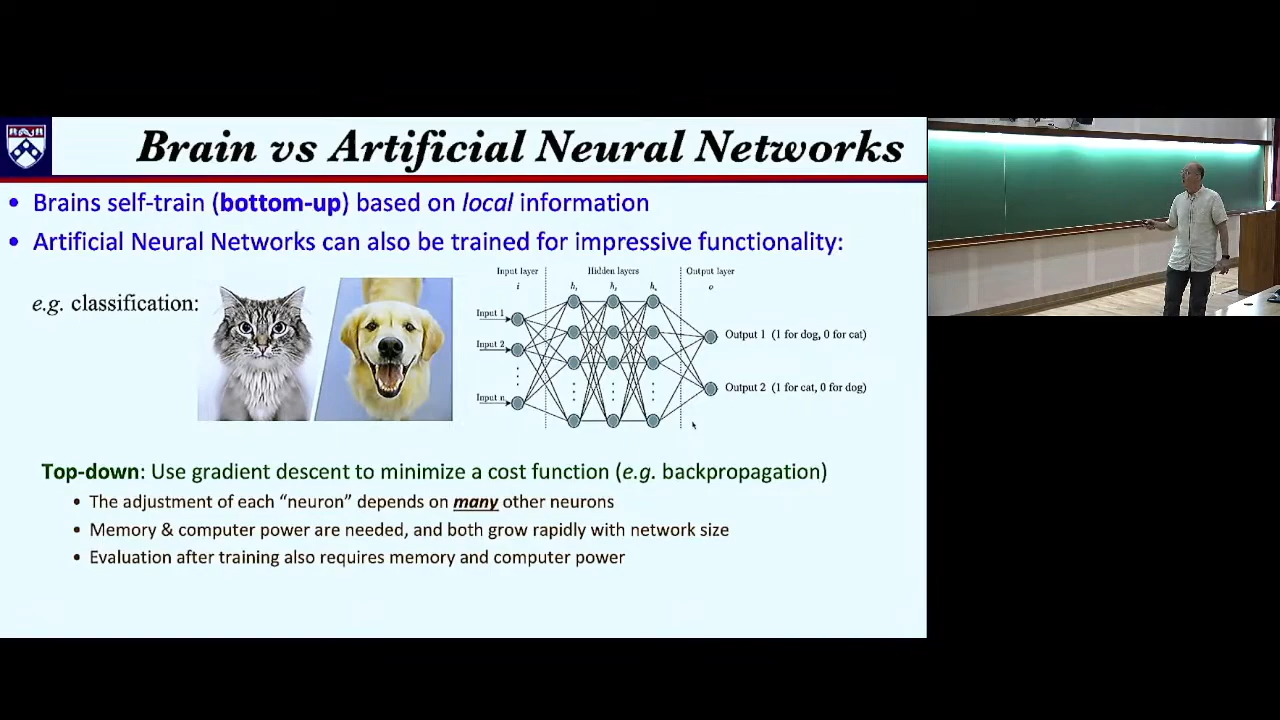 Brain vs Artificial Neural Networks
• Brains self-train (bottom-up) based on local information
• Artificial Neural Networks can also be trained for impressive functionality:
e.g. classification:
Input layer Hidden layers Output layer
i h₁ h₂ hₙ o
Input 1
Input 2
Input n
Output 1 (1 for dog, 0 for cat)
Output 2 (1 for cat, 0 for dog)
Top-down: Use gradient descent to minimize a cost function (e.g. backpropagation)
• The adjustment of each “neuron” depends on many other neurons
• Memory & computer power are needed, and both grow rapidly with network size
• Evaluation after training also requires memory and computer power